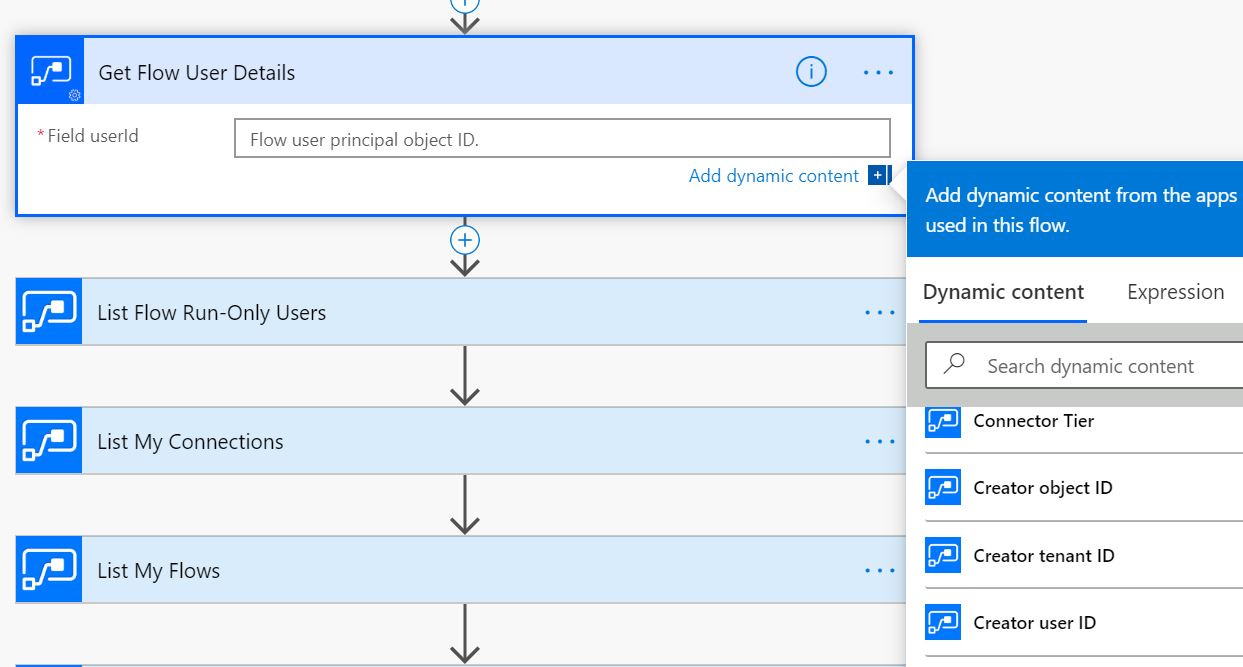 Get Flow User Details
* Field userId
Flow user principal object ID.
Add dynamic content
Add dynamic content from the apps
used in this flow.
Dynamic content Expression
Search dynamic content
Connector Tier
Creator object ID
Creator tenant ID
Creator user ID
List Flow Run-Only Users
List My Connections
List My Flows